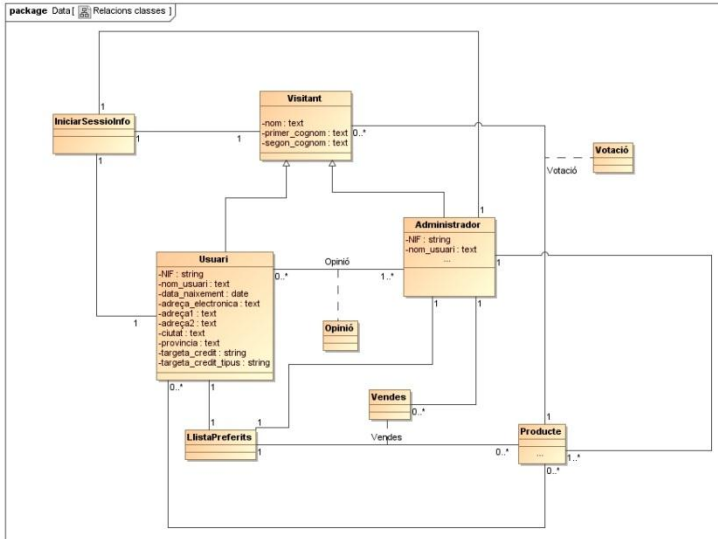 package Data [ Relacions classes ]
1
Visitant
-nom : text
-primer_cognom : text
-segon_cognom : text
0..*
IniciarSessioInfo
1
1
1
Votació
Votació
1
Administrador
-NIF : string
-nom_usuari : text
...
1
Usuari
-NIF : string
-nom_usuari : text
-data_naixement : date
-adreça_electronica : text
-adreça1 : text
-adreça2 : text
-ciutat : text
-provincia : text
-targeta_credit : string
-targeta_credit_tipus : string
0..*
Opinió
1..*
1
1
1
Opinió
0..*
1
Vendes
0..*
1
1
1
LlistaPreferits
1
Vendes
0..*
Producte
...
1..*
0..*